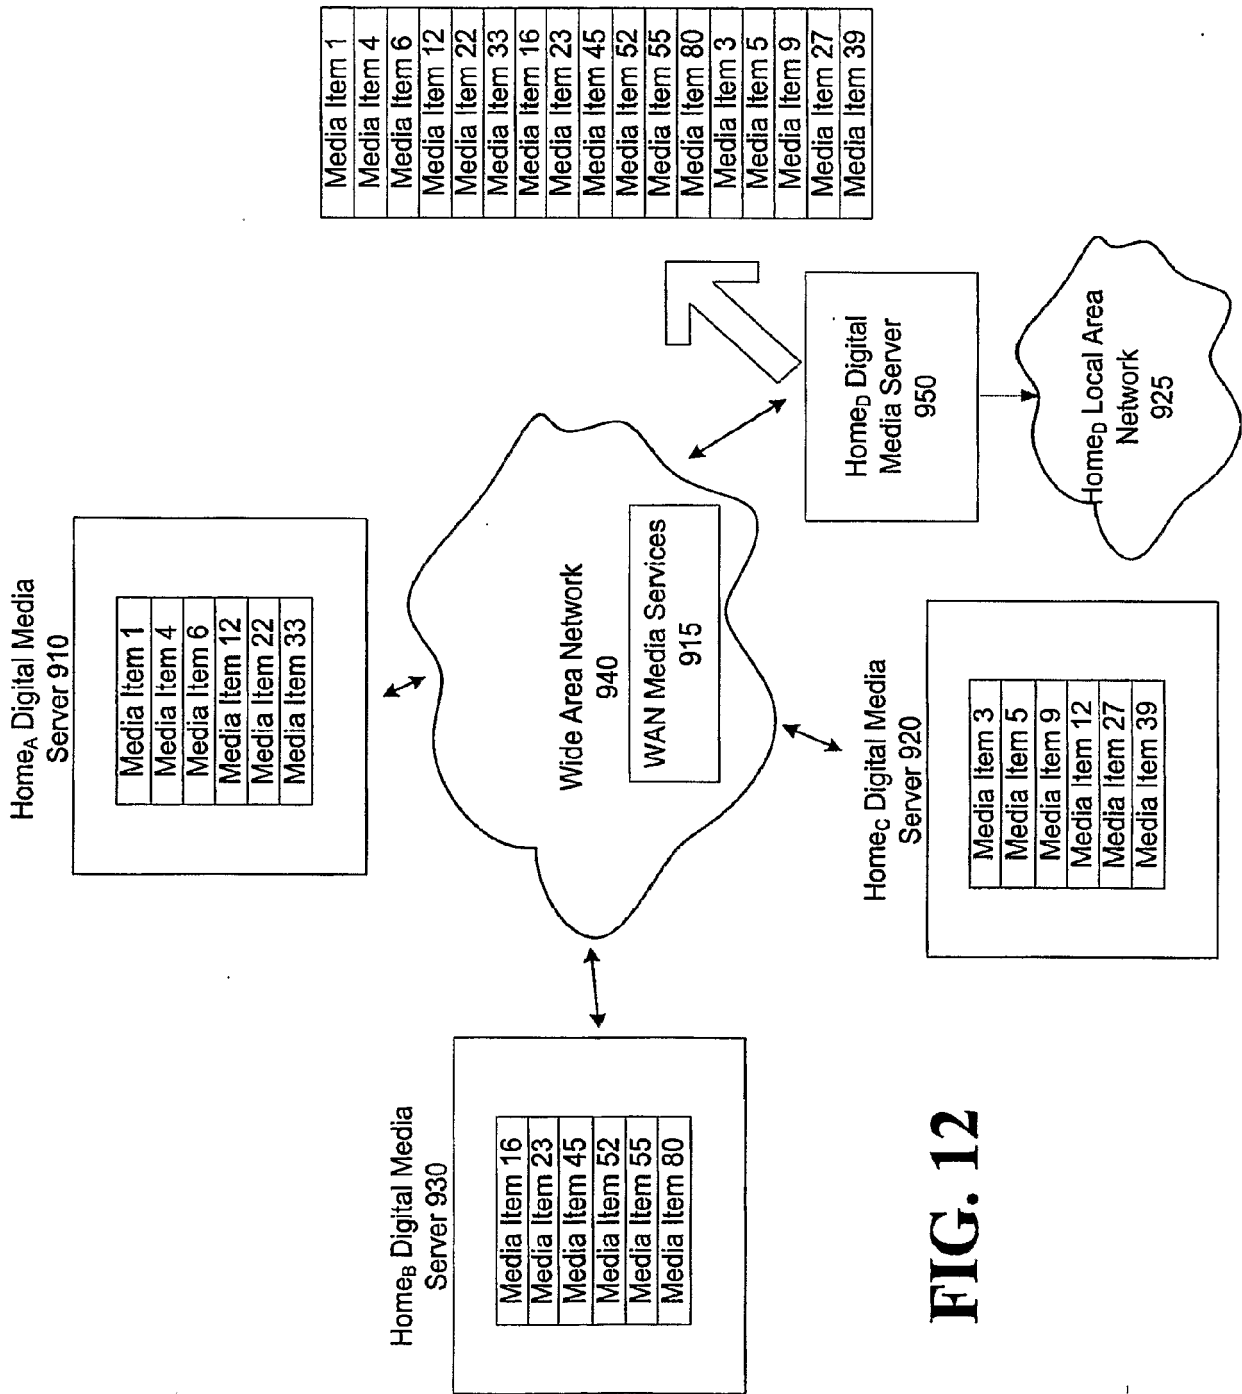 Home_A Digital Media
Server 910
Media Item 1
Media Item 4
Media Item 6
Media Item 12
Media Item 22
Media Item 33
Home_B Digital Media
Server 930
Media Item 16
Media Item 23
Media Item 45
Media Item 52
Media Item 55
Media Item 80
Wide Area Network
940
WAN Media Services
915
Home_C Digital Media
Server 920
Media Item 3
Media Item 5
Media Item 9
Media Item 12
Media Item 27
Media Item 39
Home_D Digital
Media Server
950
Home_D Local Area
Network
925
Media Item 1
Media Item 4
Media Item 6
Media Item 12
Media Item 22
Media Item 33
Media Item 16
Media Item 23
Media Item 45
Media Item 52
Media Item 55
Media Item 80
Media Item 3
Media Item 5
Media Item 9
Media Item 27
Media Item 39
FIG. 12